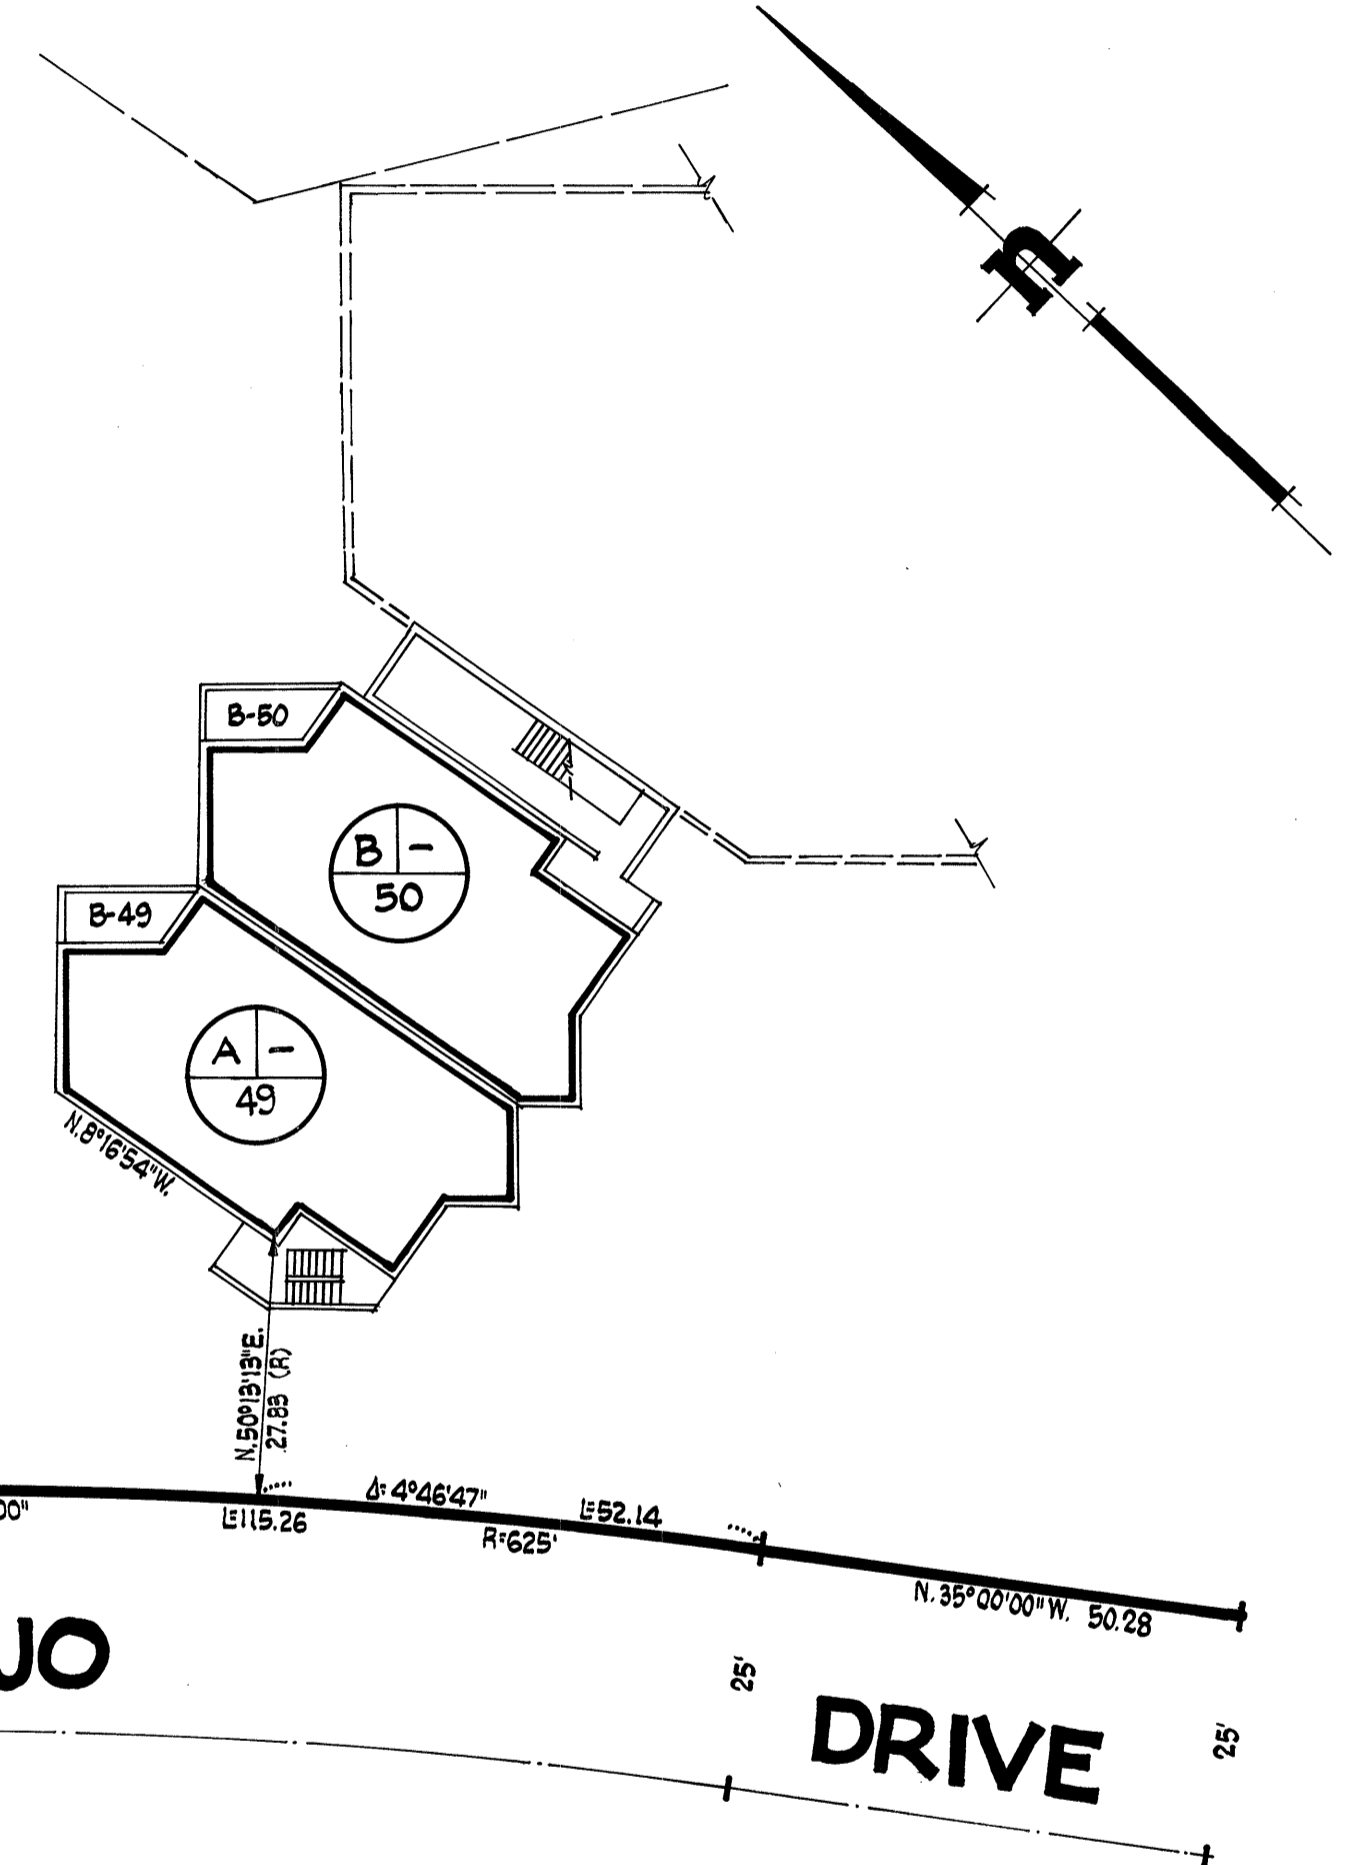 n
B-50
B -
50
B-49
A -
49
N.8°16'54"W.
N.50°13'13"E.
27.83 (R)
Δ=4°46'47"
L=52.14
00"
L=115.26
R=625'
N.35°00'00"W. 50.28
JO
25'
DRIVE
25'